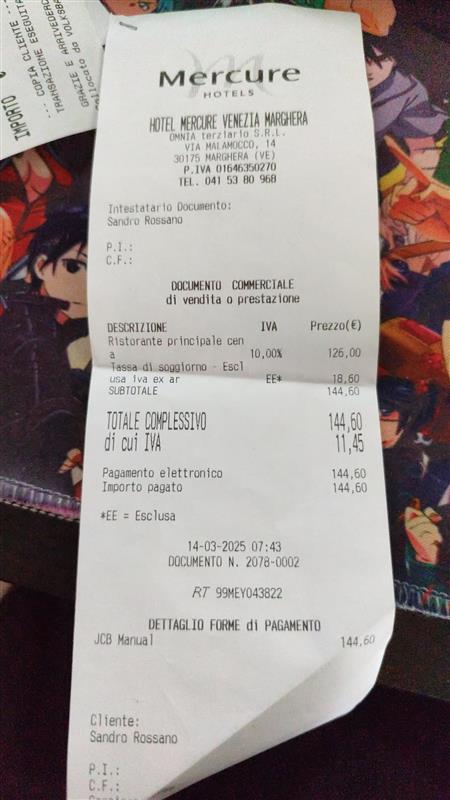 --- COPIA CLIENTE ---
TRANSAZIONE ESEGUITA
GRAZIE E ARRIVEDERCI
IMPORTO €
Mercure
HOTELS
HOTEL MERCURE VENEZIA MARGHERA
OMNIA terziario S.R.L.
VIA MALAMOCCO, 14
30175 MARGHERA (VE)
P.IVA 01646350270
TEL. 041 53 80 968
Intestatario Documento:
Sandro Rossano
P.I.:
C.F.:
DOCUMENTO COMMERCIALE
di vendita o prestazione
DESCRIZIONE IVA Prezzo(€)
Ristorante principale cen
a 10,00% 126,00
Tassa di soggiorno - Escl
usa iva ex ar EE* 18,60
SUBTOTALE 144,60
TOTALE COMPLESSIVO 144,60
di cui IVA 11,45
Pagamento elettronico 144,60
Importo pagato 144,60
*EE = Esclusa
14-03-2025 07:43
DOCUMENTO N. 2078-0002
RT 99MEY043822
DETTAGLIO FORME di PAGAMENTO
JCB Manual 144,60
Cliente:
Sandro Rossano
P.I.:
C.F.: